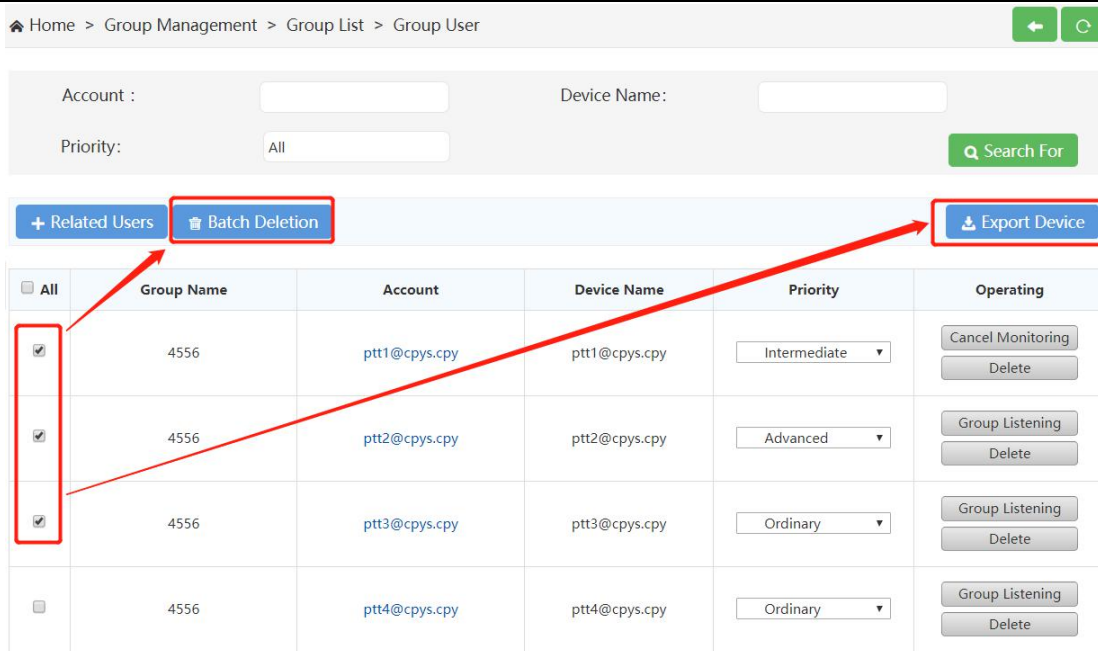 Home > Group Management > Group List > Group User
Account : Device Name:
Priority: All Search For
+ Related Users Batch Deletion Export Device
All Group Name Account Device Name Priority Operating
4556 ptt1@cpys.cpy ptt1@cpys.cpy Intermediate Cancel Monitoring
Delete
4556 ptt2@cpys.cpy ptt2@cpys.cpy Advanced Group Listening
Delete
4556 ptt3@cpys.cpy ptt3@cpys.cpy Ordinary Group Listening
Delete
4556 ptt4@cpys.cpy ptt4@cpys.cpy Ordinary Group Listening
Delete